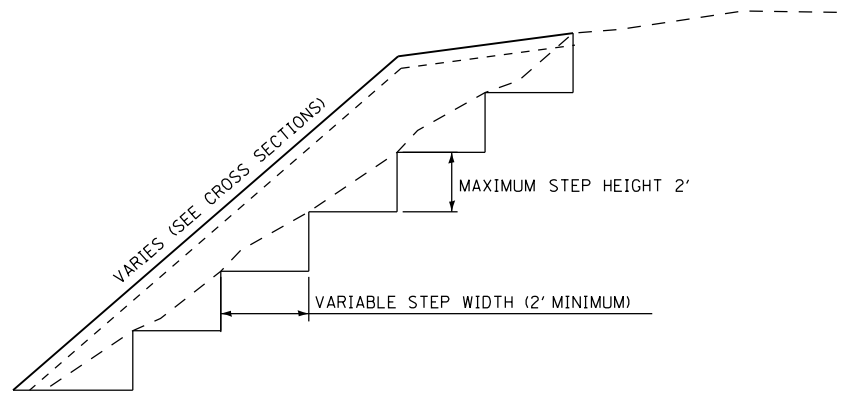 VARIES (SEE CROSS SECTIONS)
MAXIMUM STEP HEIGHT 2'
VARIABLE STEP WIDTH (2' MINIMUM)